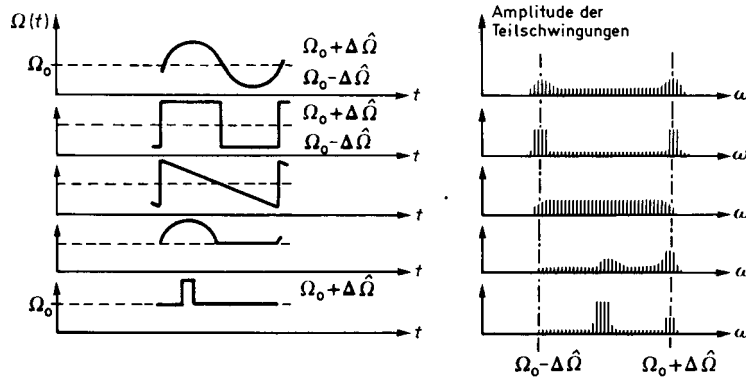 Ω(t)
Ω₀
Ω₀+ΔΩ̂
Ω₀-ΔΩ̂
t
Ω₀+ΔΩ̂
Ω₀-ΔΩ̂
t
t
t
Ω₀
Ω₀+ΔΩ̂
t
Amplitude der
Teilschwingungen
ω
ω
ω
ω
ω
Ω₀-ΔΩ̂ Ω₀+ΔΩ̂